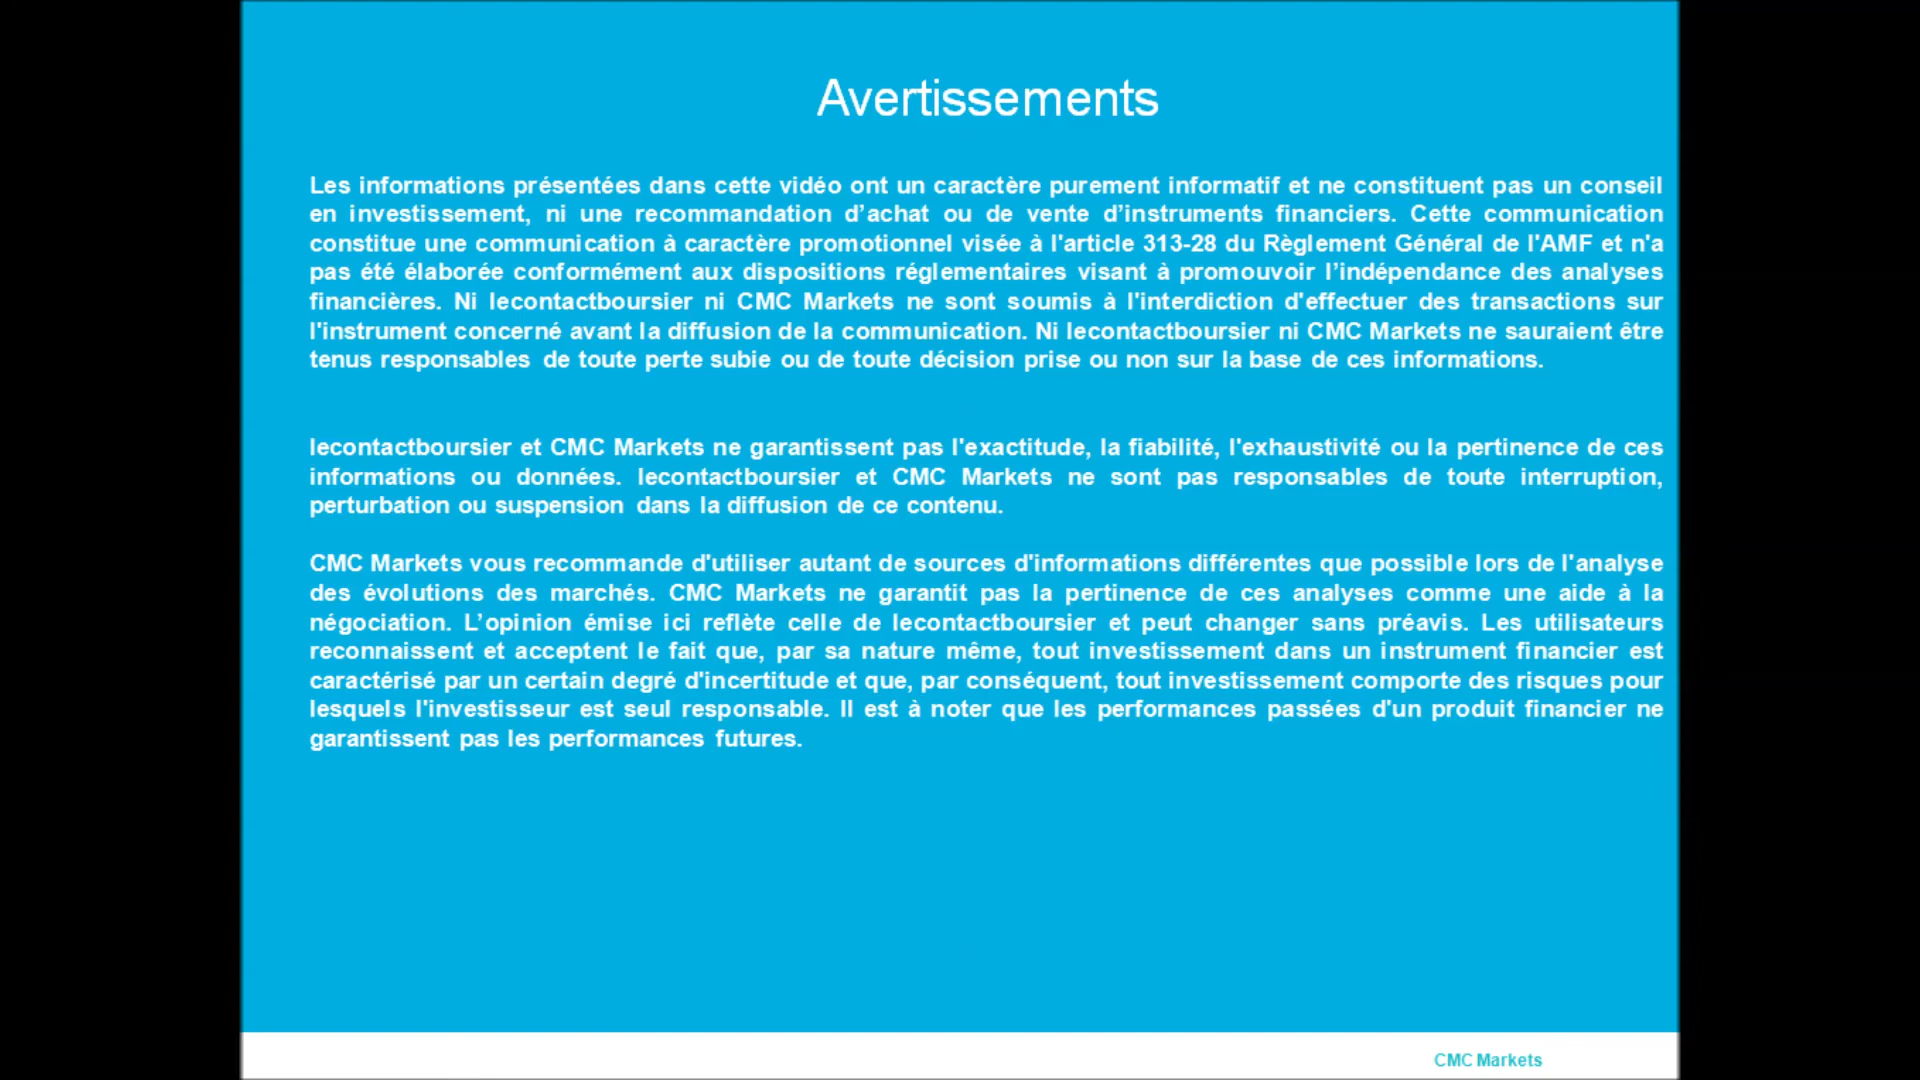 Avertissements
Les informations présentées dans cette vidéo ont un caractère purement informatif et ne constituent pas un conseil
en investissement, ni une recommandation d’achat ou de vente d’instruments financiers. Cette communication
constitue une communication à caractère promotionnel visée à l'article 313-28 du Règlement Général de l'AMF et n'a
pas été élaborée conformément aux dispositions réglementaires visant à promouvoir l’indépendance des analyses
financières. Ni lecontactboursier ni CMC Markets ne sont soumis à l'interdiction d'effectuer des transactions sur
l'instrument concerné avant la diffusion de la communication. Ni lecontactboursier ni CMC Markets ne sauraient être
tenus responsables de toute perte subie ou de toute décision prise ou non sur la base de ces informations.
lecontactboursier et CMC Markets ne garantissent pas l'exactitude, la fiabilité, l'exhaustivité ou la pertinence de ces
informations ou données. lecontactboursier et CMC Markets ne sont pas responsables de toute interruption,
perturbation ou suspension dans la diffusion de ce contenu.
CMC Markets vous recommande d'utiliser autant de sources d'informations différentes que possible lors de l'analyse
des évolutions des marchés. CMC Markets ne garantit pas la pertinence de ces analyses comme une aide à la
négociation. L’opinion émise ici reflète celle de lecontactboursier et peut changer sans préavis. Les utilisateurs
reconnaissent et acceptent le fait que, par sa nature même, tout investissement dans un instrument financier est
caractérisé par un certain degré d'incertitude et que, par conséquent, tout investissement comporte des risques pour
lesquels l'investisseur est seul responsable. Il est à noter que les performances passées d'un produit financier ne
garantissent pas les performances futures.
CMC Markets